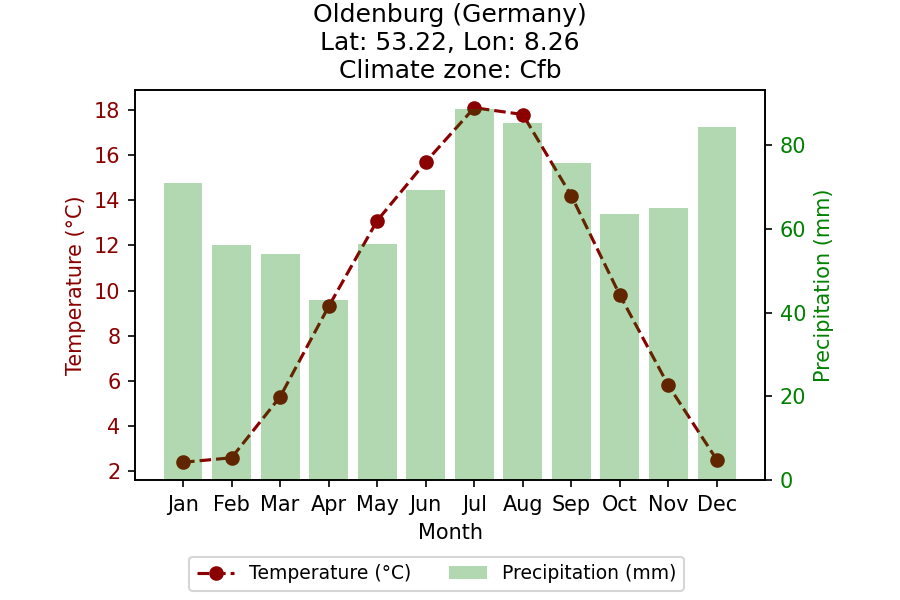 Oldenburg (Germany)
Lat: 53.22, Lon: 8.26
Climate zone: Cfb
18
16
14
12
10
8
6
4
2
Temperature (°C)
80
60
40
20
0
Precipitation (mm)
Jan Feb Mar Apr May Jun Jul Aug Sep Oct Nov Dec
Month
Temperature (°C) Precipitation (mm)